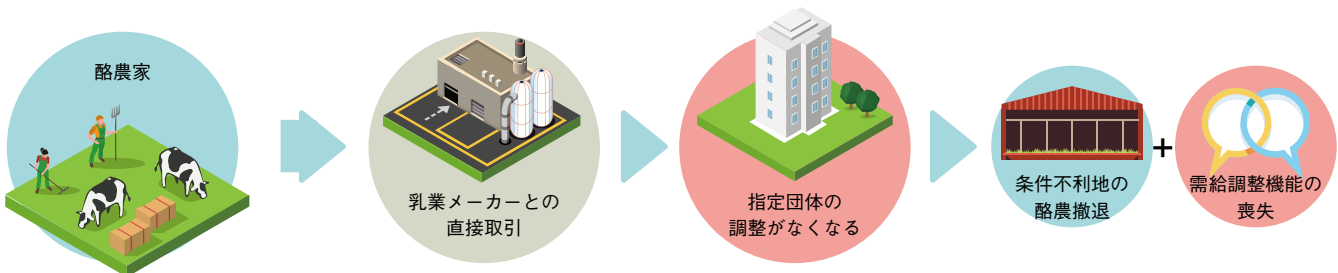 酪農家
乳業メーカーとの
直接取引
指定団体の
調整がなくなる
条件不利地の
酪農撤退
+
需給調整機能の
喪失